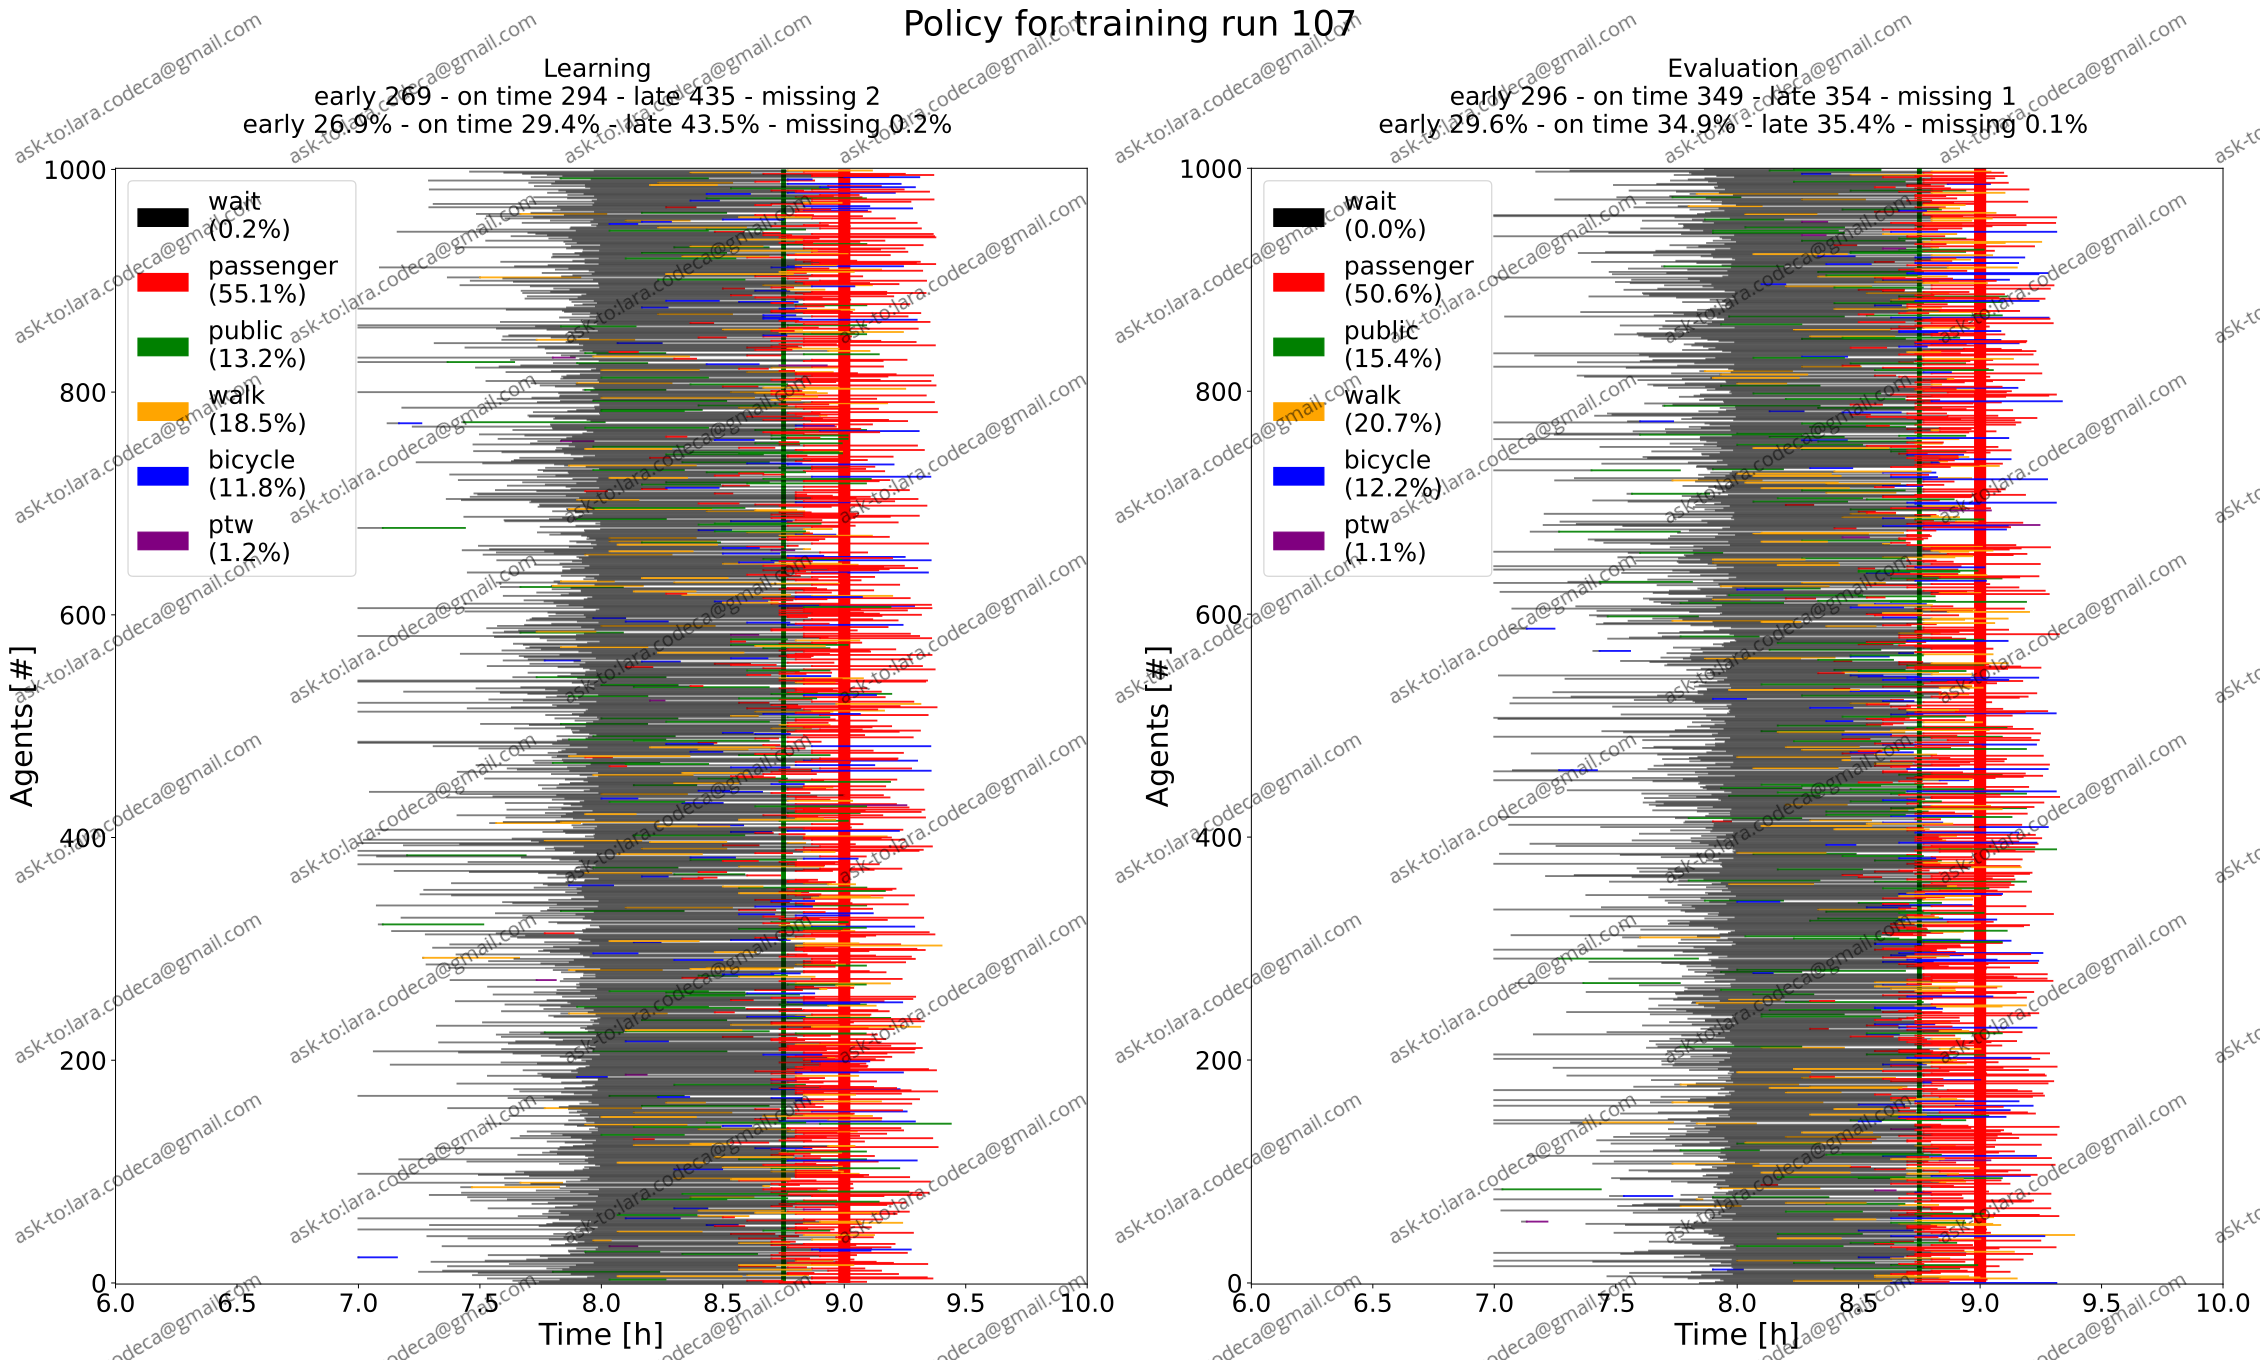 Policy for training run 107
Learning
early 269 - on time 294 - late 435 - missing 2
early 26.9% - on time 29.4% - late 43.5% - missing 0.2%
1000
800
600
400
200
0
Agents [#]
wait
(0.2%)
passenger
(55.1%)
public
(13.2%)
walk
(18.5%)
bicycle
(11.8%)
ptw
(1.2%)
6.0 6.5 7.0 7.5 8.0 8.5 9.0 9.5 10.0
Time [h]
Evaluation
early 296 - on time 349 - late 354 - missing 1
early 29.6% - on time 34.9% - late 35.4% - missing 0.1%
1000
800
600
400
200
0
Agents [#]
wait
(0.0%)
passenger
(50.6%)
public
(15.4%)
walk
(20.7%)
bicycle
(12.2%)
ptw
(1.1%)
6.0 6.5 7.0 7.5 8.0 8.5 9.0 9.5 10.0
Time [h]
ask-to:lara.codeca@gmail.com